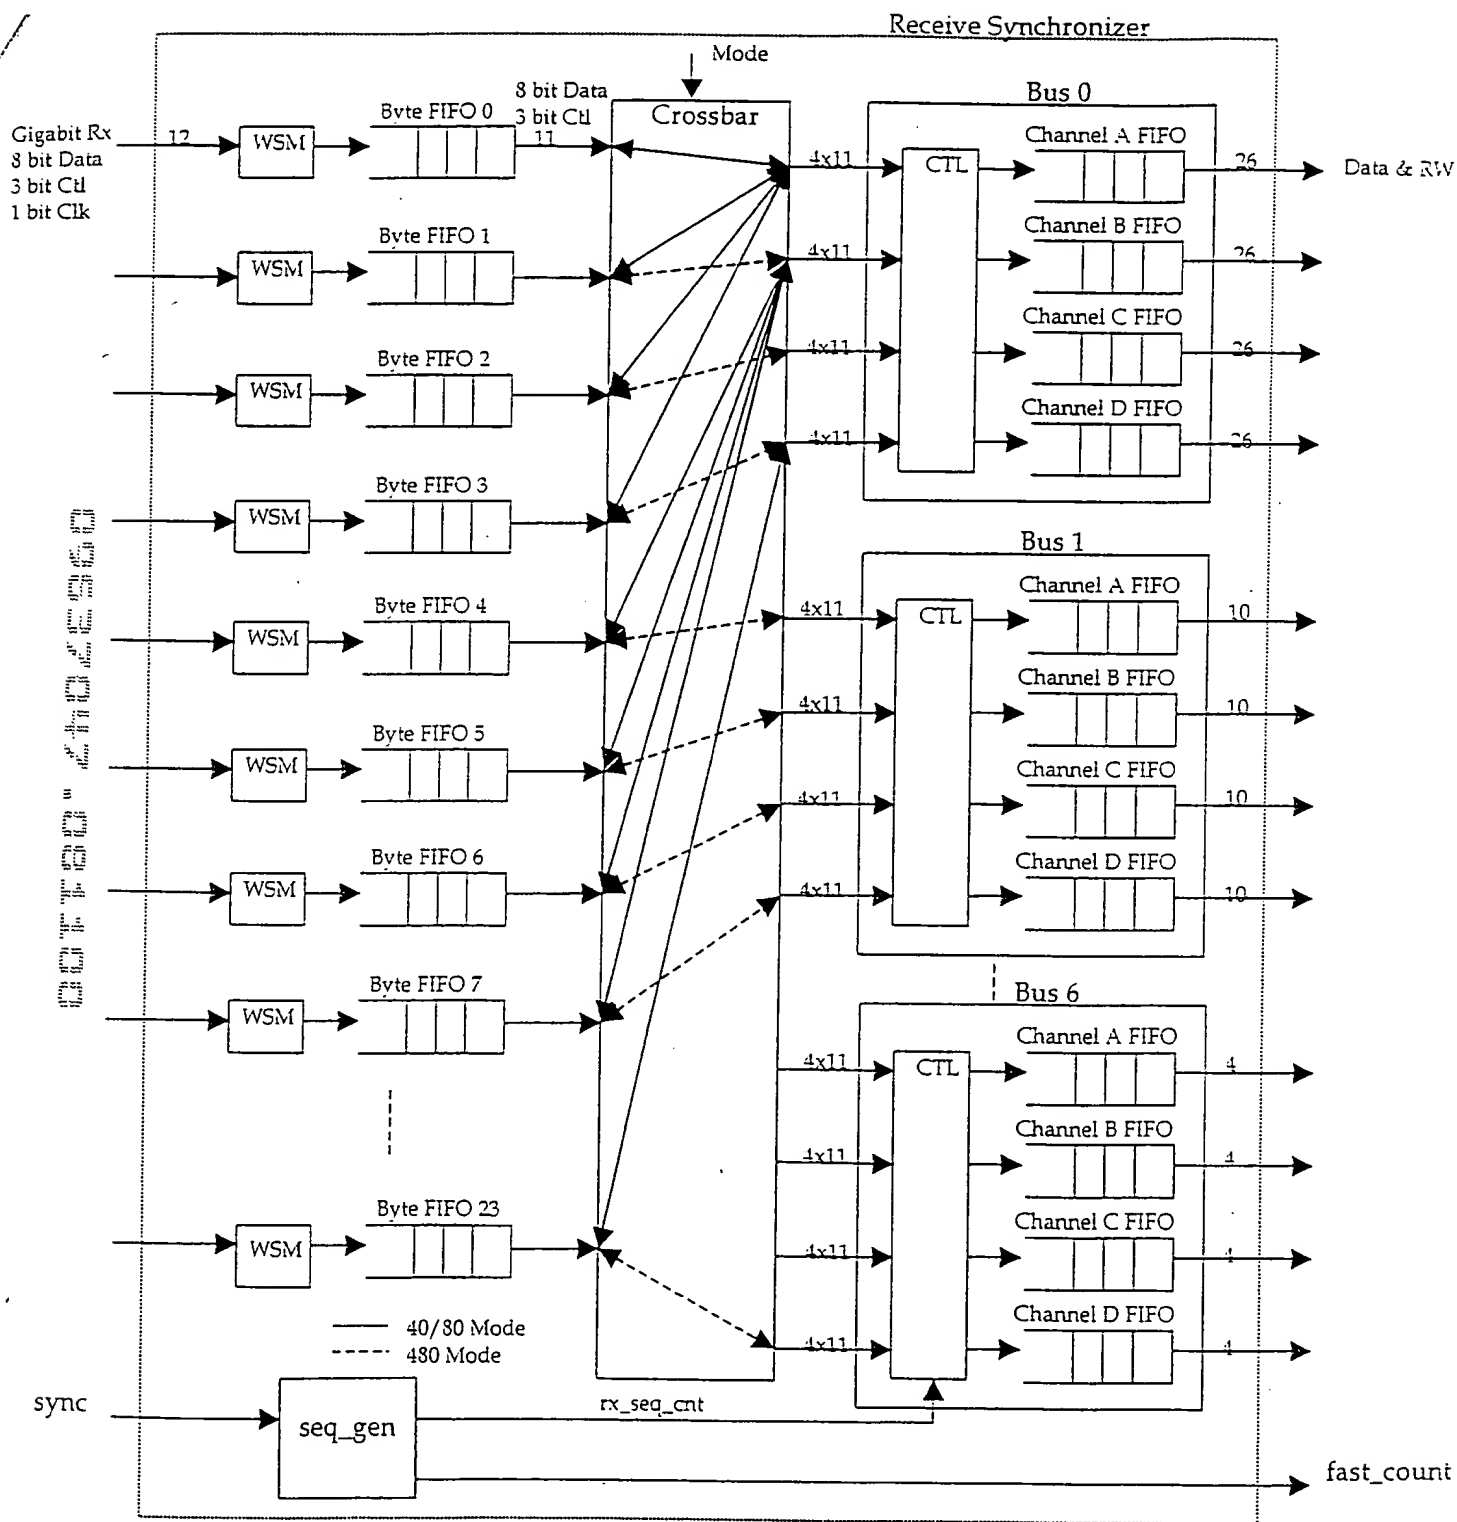 Receive Synchronizer
Mode
Crossbar
8 bit Data
3 bit Ctl
11
Gigabit Rx
8 bit Data
3 bit Ctl
1 bit Clk
12
WSM
Byte FIFO 0
WSM
Byte FIFO 1
WSM
Byte FIFO 2
WSM
Byte FIFO 3
WSM
Byte FIFO 4
WSM
Byte FIFO 5
WSM
Byte FIFO 6
WSM
Byte FIFO 7
WSM
Byte FIFO 23
Bus 0
CTL
4x11
Channel A FIFO
26
Data & RW
4x11
Channel B FIFO
26
4x11
Channel C FIFO
26
4x11
Channel D FIFO
26
Bus 1
CTL
4x11
Channel A FIFO
10
4x11
Channel B FIFO
10
4x11
Channel C FIFO
10
4x11
Channel D FIFO
10
Bus 6
CTL
4x11
Channel A FIFO
4
4x11
Channel B FIFO
4
4x11
Channel C FIFO
4
4x11
Channel D FIFO
4
40/80 Mode
480 Mode
sync
seq_gen
rx_seq_cnt
fast_count